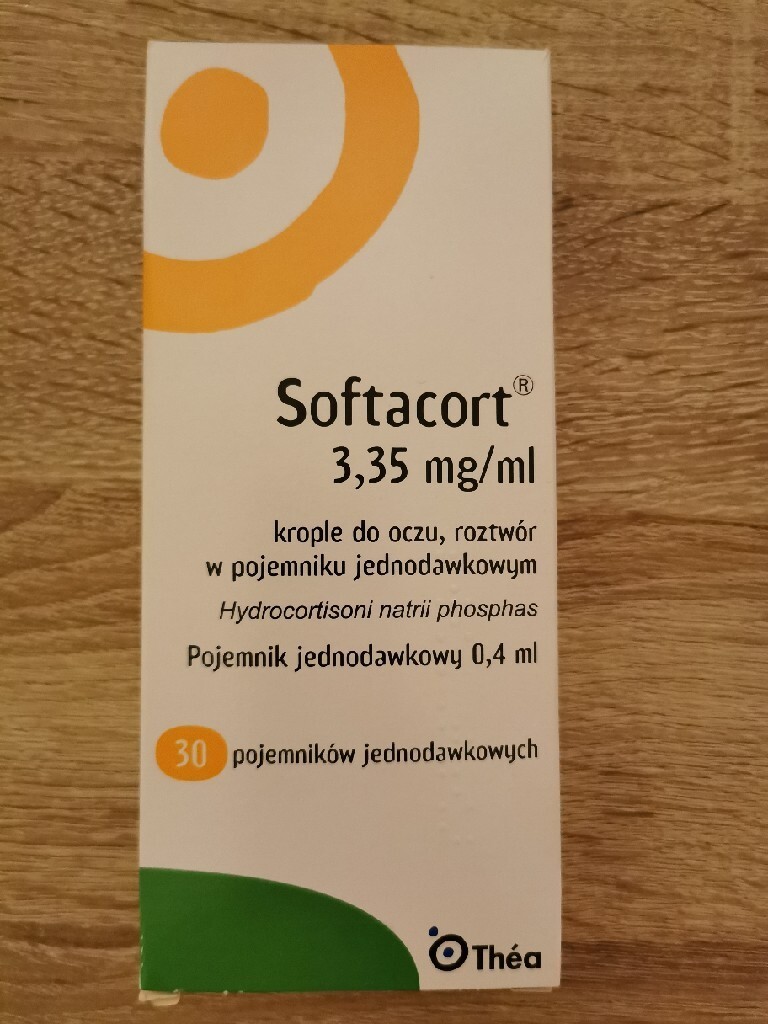 Softacort®
3,35 mg/ml
krople do oczu, roztwór
w pojemniku jednodawkowym
Hydrocortisoni natrii phosphas
Pojemnik jednodawkowy 0,4 ml
30 pojemników jednodawkowych
Théa